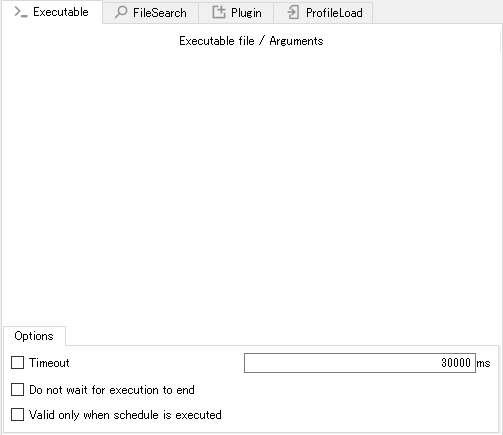 Executable FileSearch Plugin ProfileLoad
Executable file / Arguments
Options
Timeout 30000 ms
Do not wait for execution to end
Valid only when schedule is executed